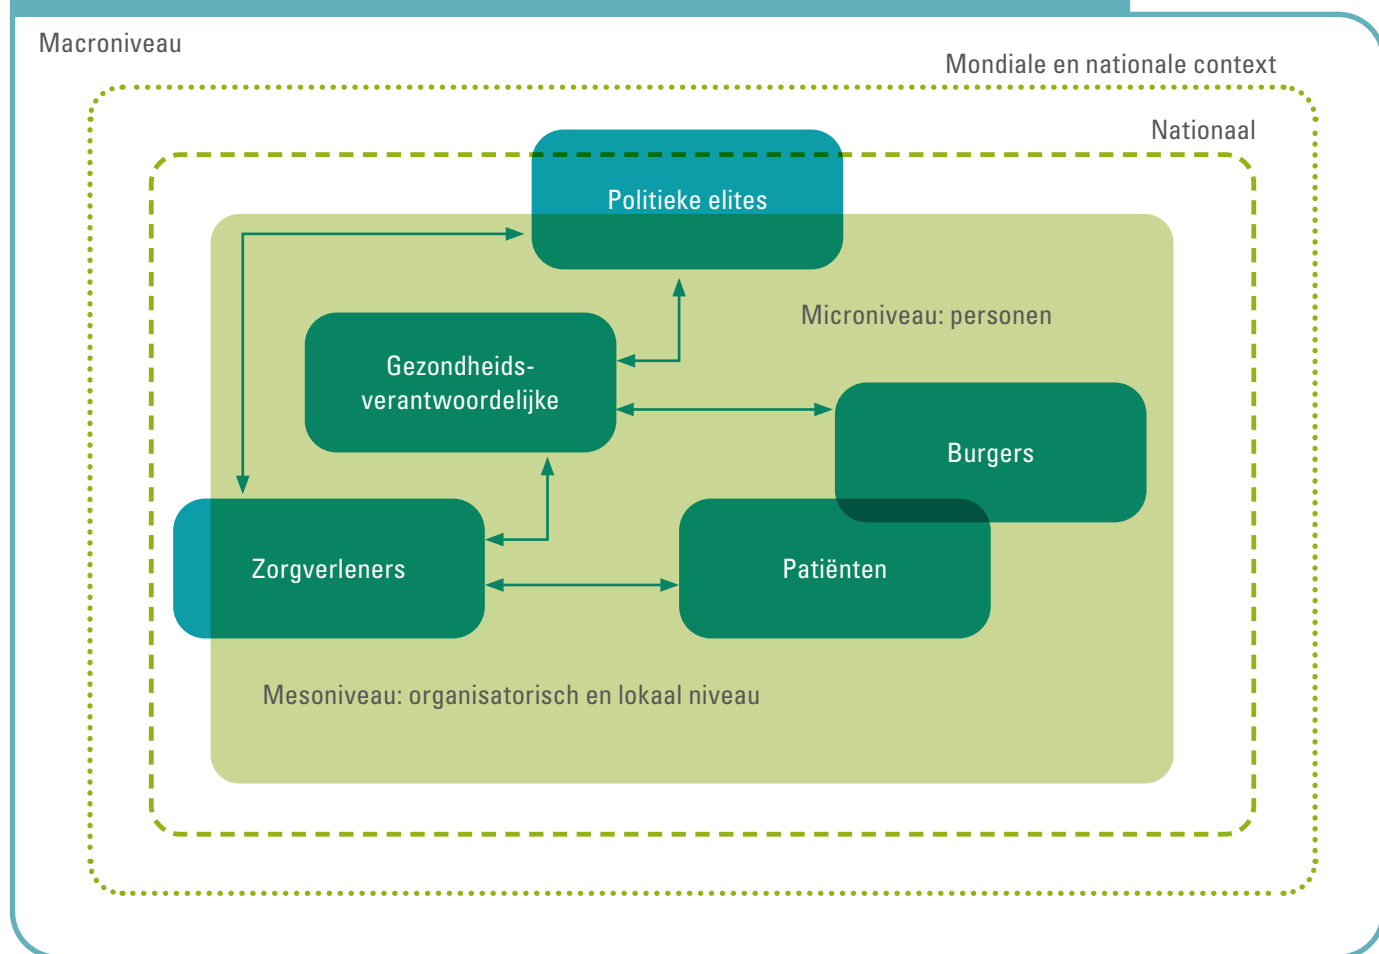 Macroniveau
Mondiale en nationale context
Nationaal
Politieke elites
Microniveau: personen
Gezondheids-
verantwoordelijke
Burgers
Zorgverleners
Patiënten
Mesoniveau: organisatorisch en lokaal niveau